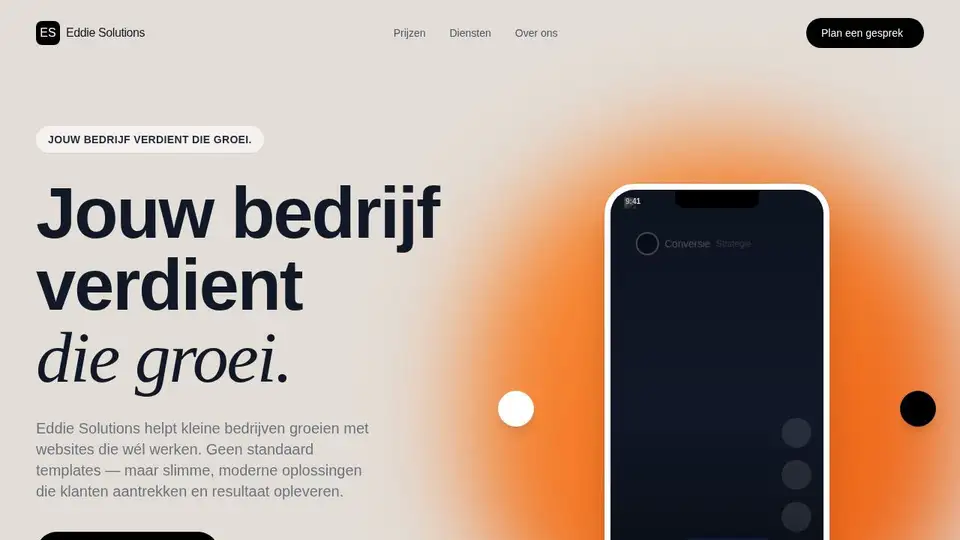 ES Eddie Solutions
Prijzen
Diensten
Over ons
Plan een gesprek
JOUW BEDRIJF VERDIENT DIE GROEI.
Jouw bedrijf
verdient
die groei.
Eddie Solutions helpt kleine bedrijven groeien met
websites die wél werken. Geen standaard
templates — maar slimme, moderne oplossingen
die klanten aantrekken en resultaat opleveren.
9:41
Conversie